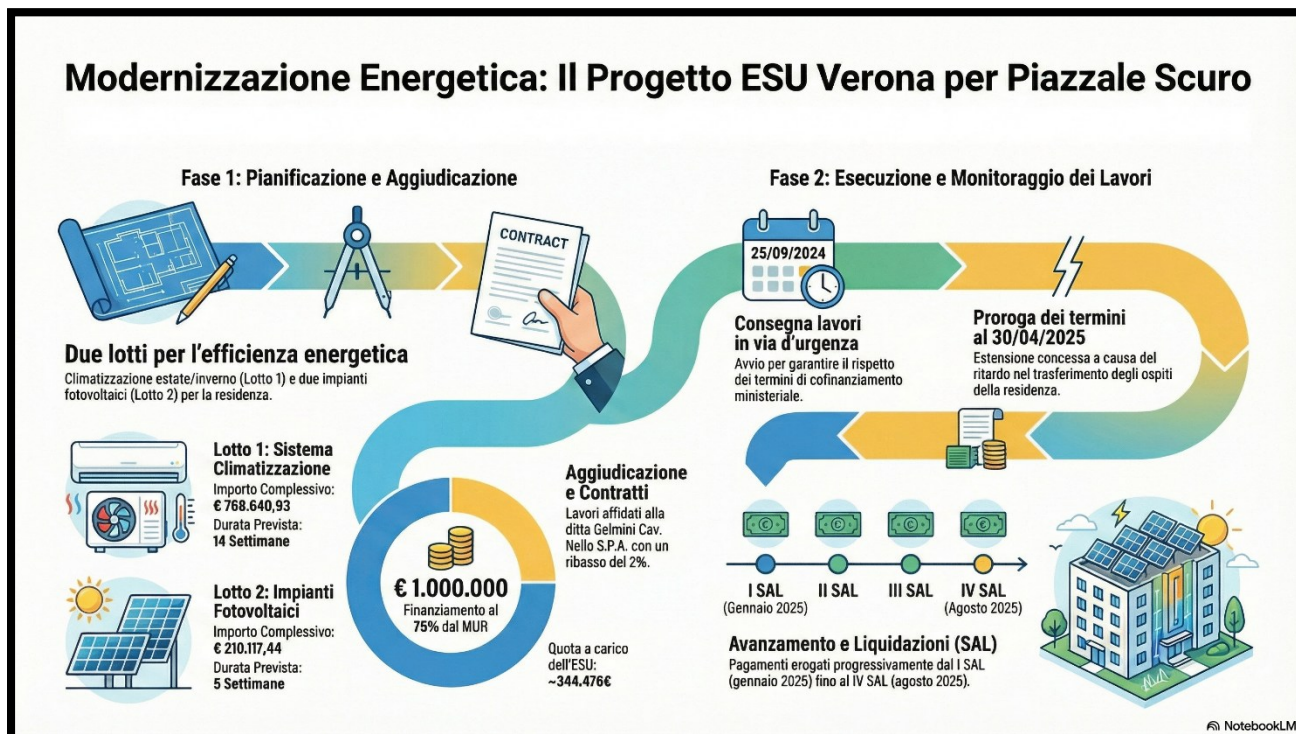 Modernizzazione Energetica: Il Progetto ESU Verona per Piazzale Scuro
Fase 1: Pianificazione e Aggiudicazione
CONTRACT
Due lotti per l'efficienza energetica
Climatizzazione estate/inverno (Lotto 1) e due impianti
fotovoltaici (Lotto 2) per la residenza.
Lotto 1: Sistema
Climatizzazione
Importo Complessivo:
€ 768.640,93
Durata Prevista:
14 Settimane
Lotto 2: Impianti
Fotovoltaici
Importo Complessivo:
€ 210.117,44
Durata Prevista:
5 Settimane
€ 1.000.000
Finanziamento al
75% dal MUR
Aggiudicazione
e Contratti
Lavori affidati alla
ditta Gelmini Cav.
Nello S.P.A. con un
ribasso del 2%.
Quota a carico
dell'ESU:
~344.476€
Fase 2: Esecuzione e Monitoraggio dei Lavori
25/09/2024
Consegna lavori
in via d'urgenza
Avvio per garantire il rispetto
dei termini di cofinanziamento
ministeriale.
Proroga dei termini
al 30/04/2025
Estensione concessa a causa del
ritardo nel trasferimento degli ospiti
della residenza.
I SAL
(Gennaio 2025)
II SAL
III SAL
IV SAL
(Agosto 2025)
Avanzamento e Liquidazioni (SAL)
Pagamenti erogati progressivamente dal I SAL
(gennaio 2025) fino al IV SAL (agosto 2025).
NotebookLM